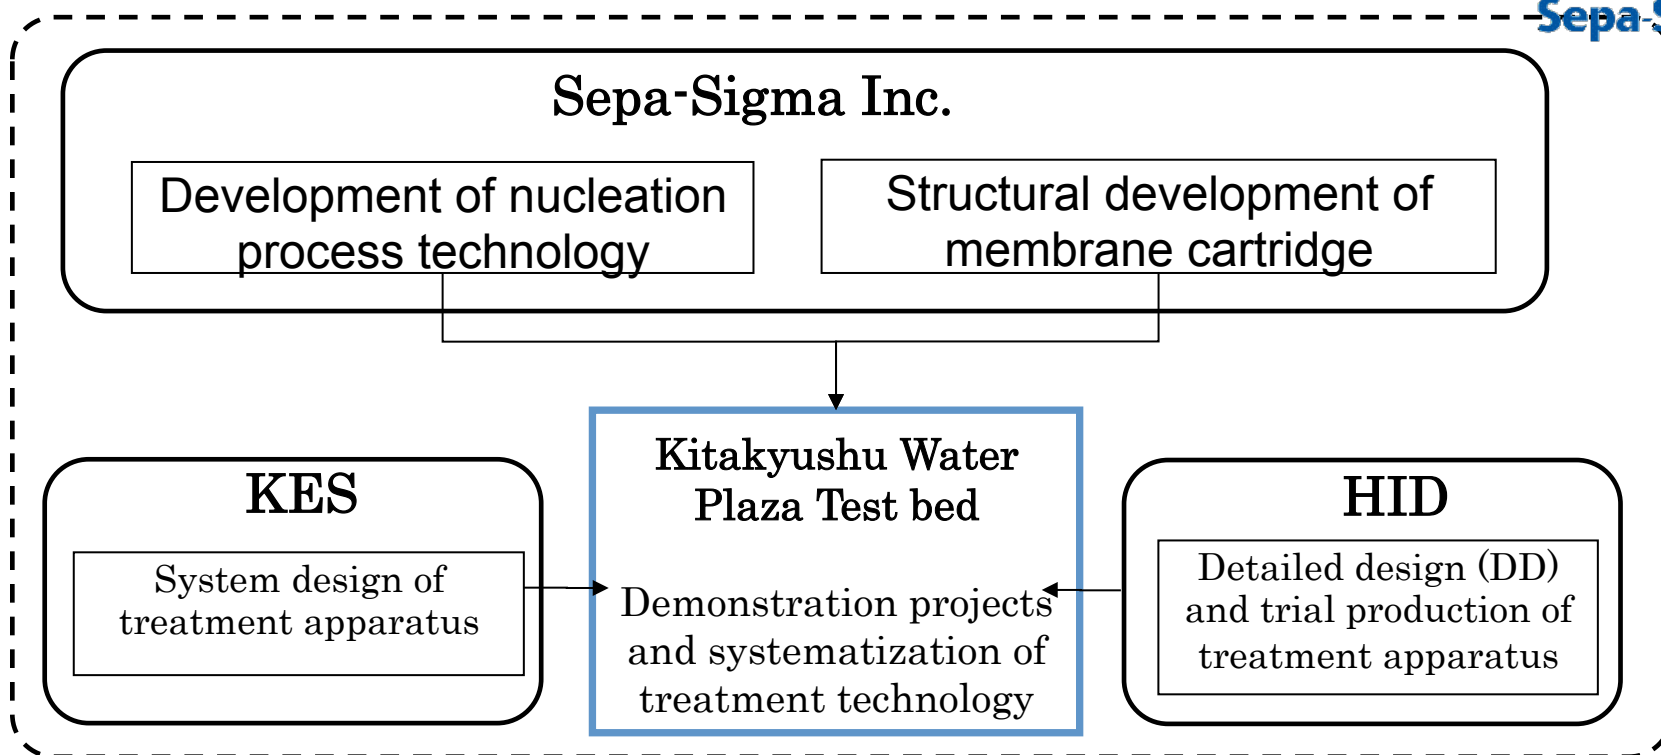 Sepa-S
Sepa-Sigma Inc.
Development of nucleation
process technology
Structural development of
membrane cartridge
Kitakyushu Water
Plaza Test bed
Demonstration projects
and systematization of
treatment technology
KES
System design of
treatment apparatus
HID
Detailed design (DD)
and trial production of
treatment apparatus